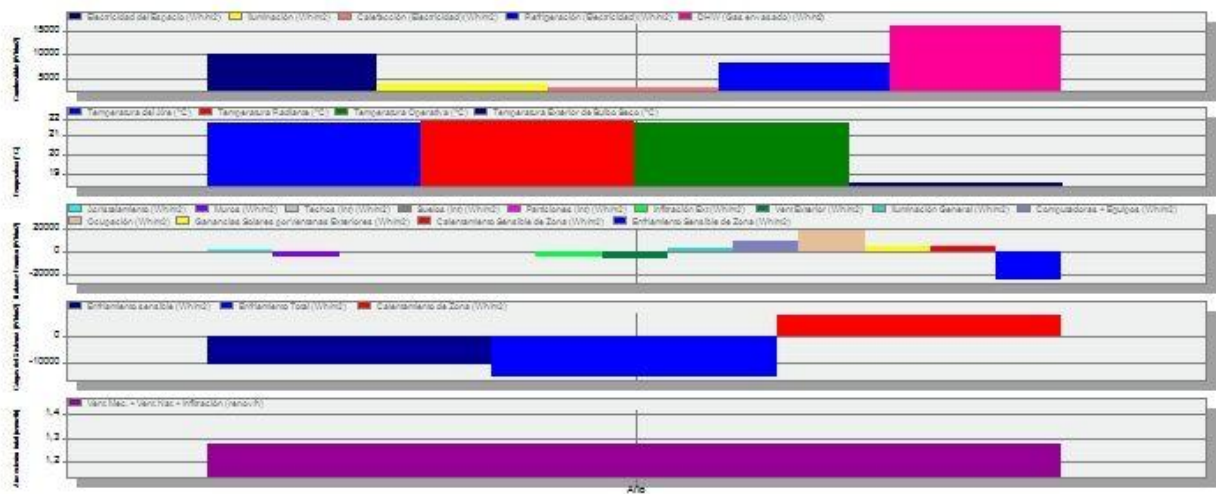 Electricidad del Espacio (Wh/m2) Iluminación (Wh/m2) Calefacción (Electricidad) (Wh/m2) Refrigeración (Electricidad) (Wh/m2) DHW (Gas envasado) (Wh/m2)
15000
10000
5000
Temperatura del Aire (°C) Temperatura Radiante (°C) Temperatura Operativa (°C) Temperatura Exterior de Bulbo Seco (°C)
22
21
20
19
Acristalamiento (Wh/m2) Muros (Wh/m2) Techos (Int) (Wh/m2) Suelos (Int) (Wh/m2) Particiones (Int) (Wh/m2) Infiltración Ext (Wh/m2) Vent Exterior (Wh/m2) Iluminación General (Wh/m2) Computadoras + Equipos (Wh/m2)
Ocupación (Wh/m2) Ganancias Solares por Ventanas Exteriores (Wh/m2) Calentamiento Sensible de Zona (Wh/m2) Enfriamiento Sensible de Zona (Wh/m2)
20000
0
-20000
Enfriamiento sensible (Wh/m2) Enfriamiento Total (Wh/m2) Calentamiento de Zona (Wh/m2)
0
-10000
Vent Mec. + Vent Nat + Infiltración (renov/h)
1,4
1,3
1,2
Año